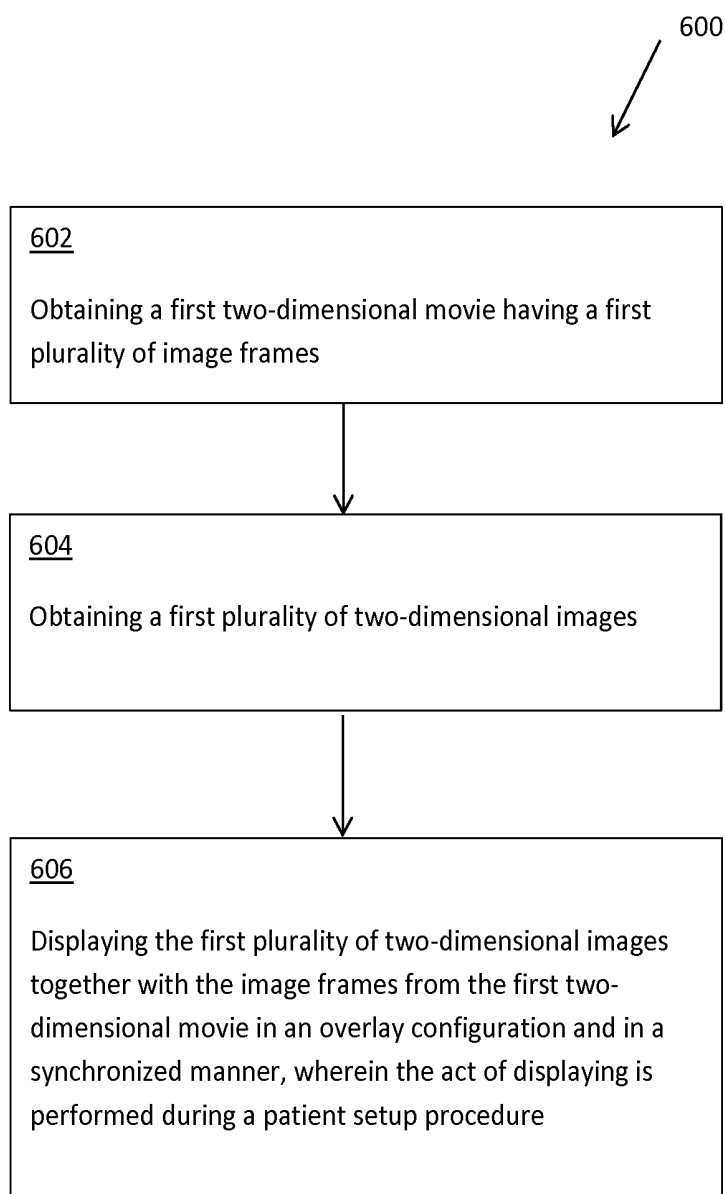 600
602
Obtaining a first two-dimensional movie having a first
plurality of image frames
604
Obtaining a first plurality of two-dimensional images
606
Displaying the first plurality of two-dimensional images
together with the image frames from the first two-
dimensional movie in an overlay configuration and in a
synchronized manner, wherein the act of displaying is
performed during a patient setup procedure